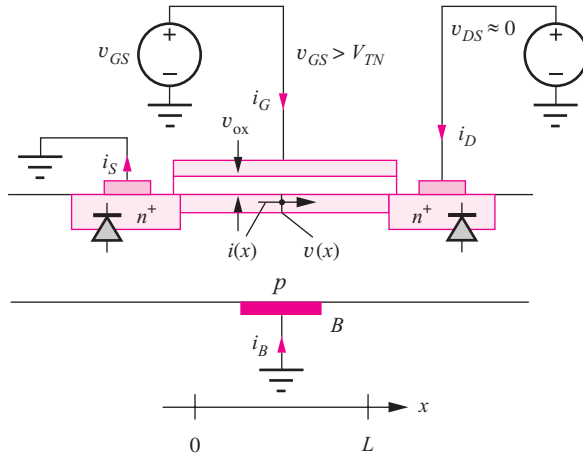 v_GS
v_GS > V_TN
v_DS ≈ 0
i_G
v_ox
i_S
i_D
n⁺
n⁺
i(x)
v(x)
p
B
i_B
x
0
L